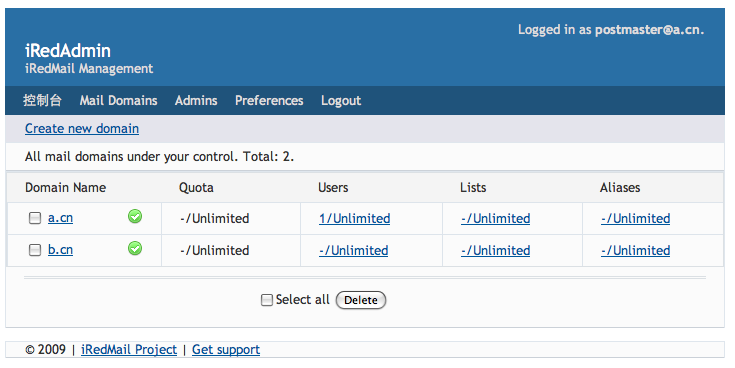 Logged in as postmaster@a.cn.
iRedAdmin
iRedMail Management
控制台 Mail Domains Admins Preferences Logout
Create new domain
All mail domains under your control. Total: 2.
Domain Name Quota Users Lists Aliases
a.cn -/Unlimited 1/Unlimited -/Unlimited -/Unlimited
b.cn -/Unlimited -/Unlimited -/Unlimited -/Unlimited
Select all Delete
© 2009 | iRedMail Project | Get support